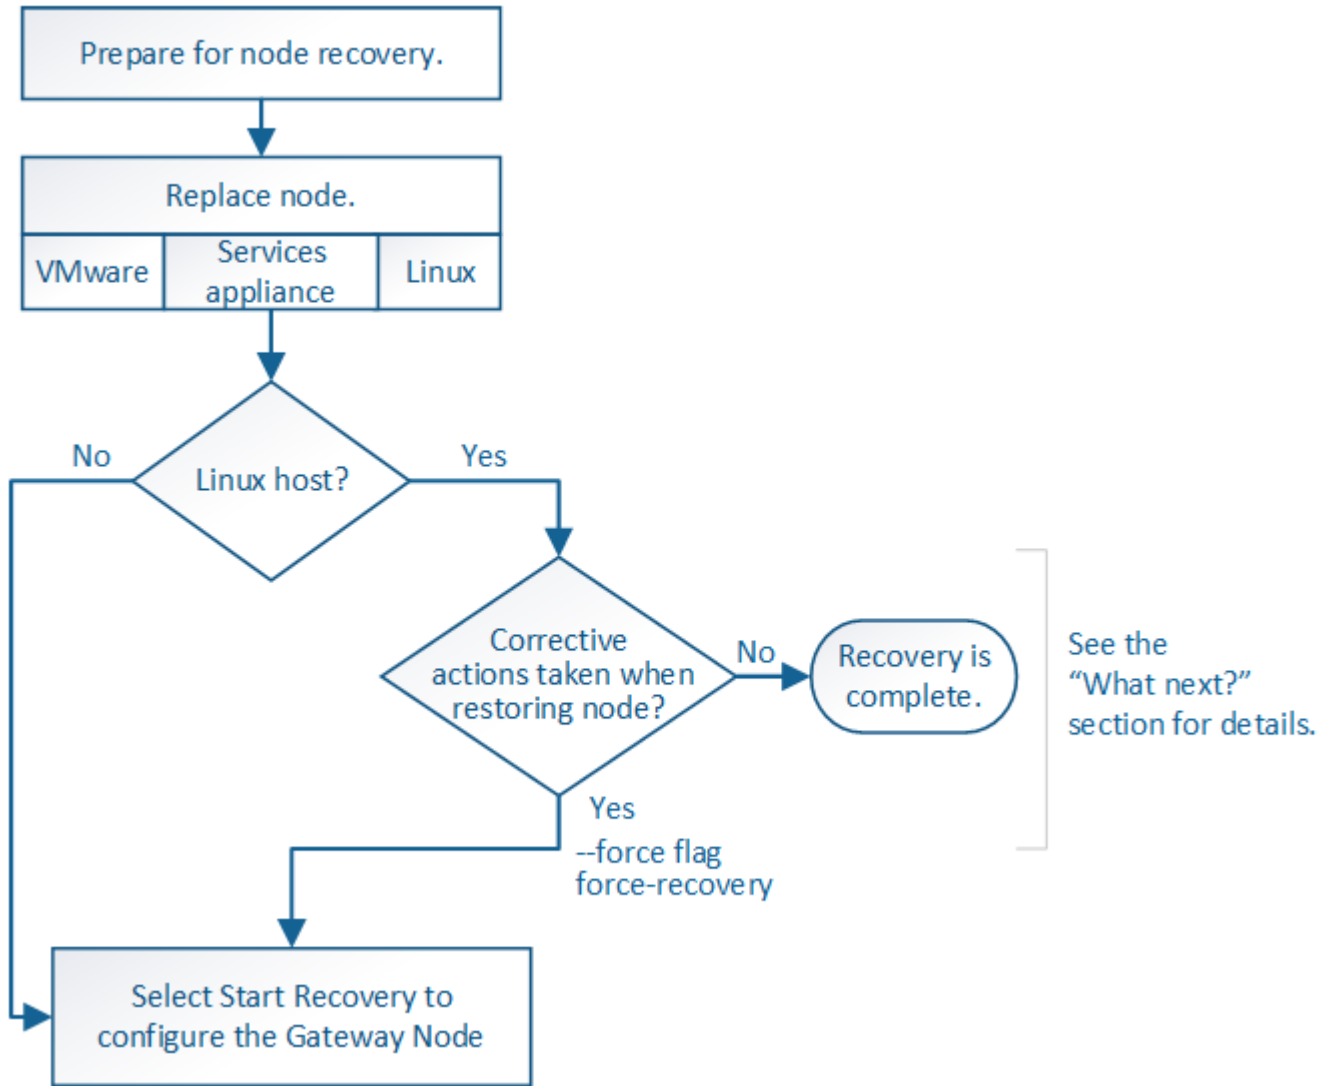 Prepare for node recovery.
Replace node.
VMware
Services
appliance
Linux
Linux host?
No
Yes
Corrective
actions taken when
restoring node?
No
Recovery is
complete.
See the
“What next?”
section for details.
Yes
--force flag
force-recovery
Select Start Recovery to
configure the Gateway Node